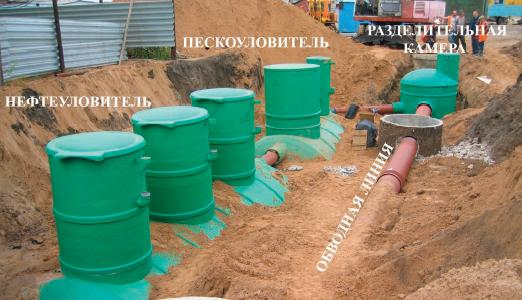 РАЗДЕЛИТЕЛЬНАЯ
КАМЕРА
ПЕСКОУЛОВИТЕЛЬ
НЕФТЕУЛОВИТЕЛЬ
ОБВОДНАЯ ЛИНИЯ